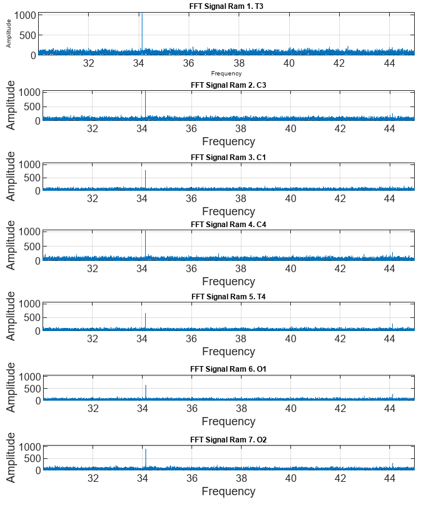 FFT Signal Ram 1. T3
Amplitude
1000
500
0
32 34 36 38 40 42 44
Frequency
FFT Signal Ram 2. C3
Amplitude
1000
500
0
32 34 36 38 40 42 44
Frequency
FFT Signal Ram 3. C1
Amplitude
1000
500
0
32 34 36 38 40 42 44
Frequency
FFT Signal Ram 4. C4
Amplitude
1000
500
0
32 34 36 38 40 42 44
Frequency
FFT Signal Ram 5. T4
Amplitude
1000
500
0
32 34 36 38 40 42 44
Frequency
FFT Signal Ram 6. O1
Amplitude
1000
500
0
32 34 36 38 40 42 44
Frequency
FFT Signal Ram 7. O2
Amplitude
1000
500
0
32 34 36 38 40 42 44
Frequency